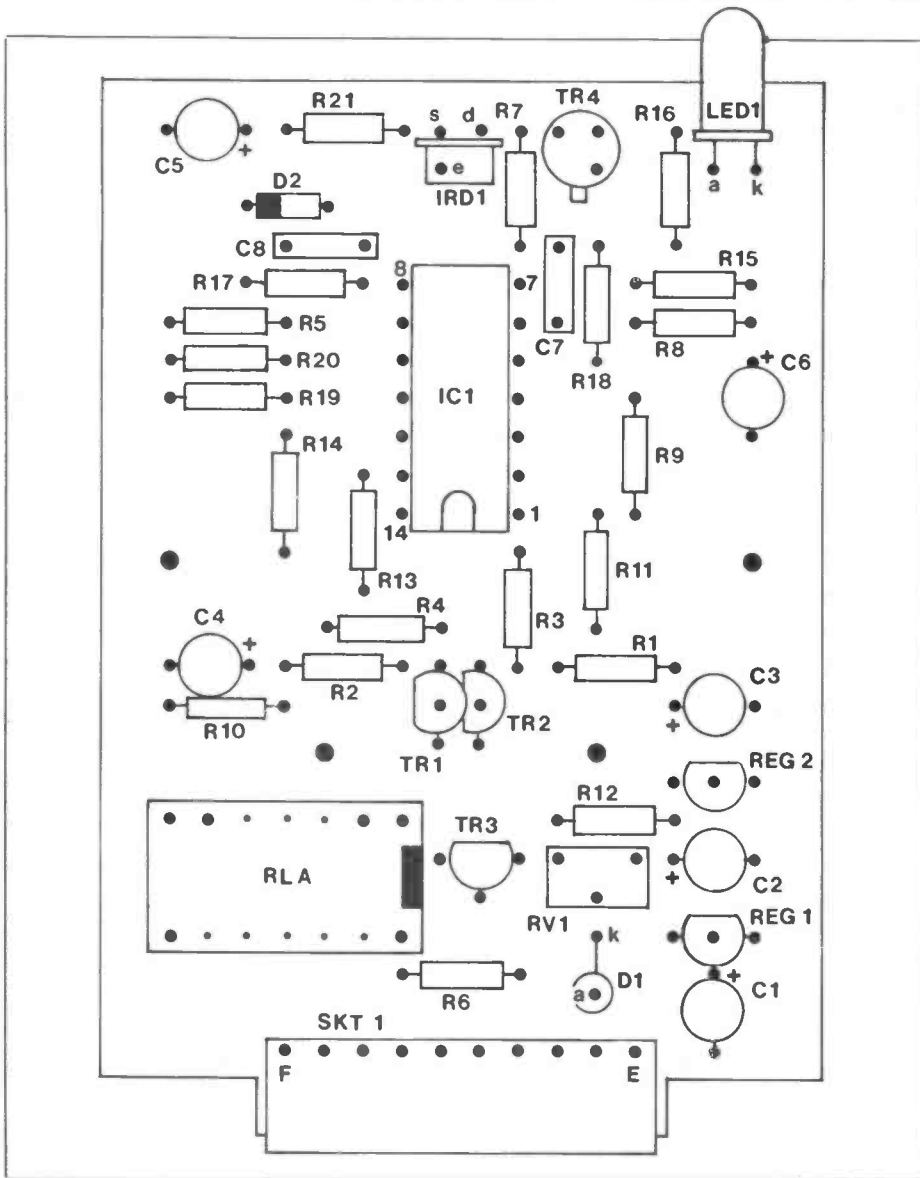 R21
s
d
R7
TR4
R16
LED1
C5
+
e
a
k
D2
IRD1
C8
8
7
R15
R17
R5
C7
R8
+
C6
R20
R18
R19
IC1
R14
R9
14
1
R13
R11
C4
R4
R3
+
R1
R2
C3
R10
TR2
+
TR1
REG 2
R12
TR3
RLA
+
C2
RV1
REG 1
k
D1
+
a
C1
R6
SKT 1
F
E